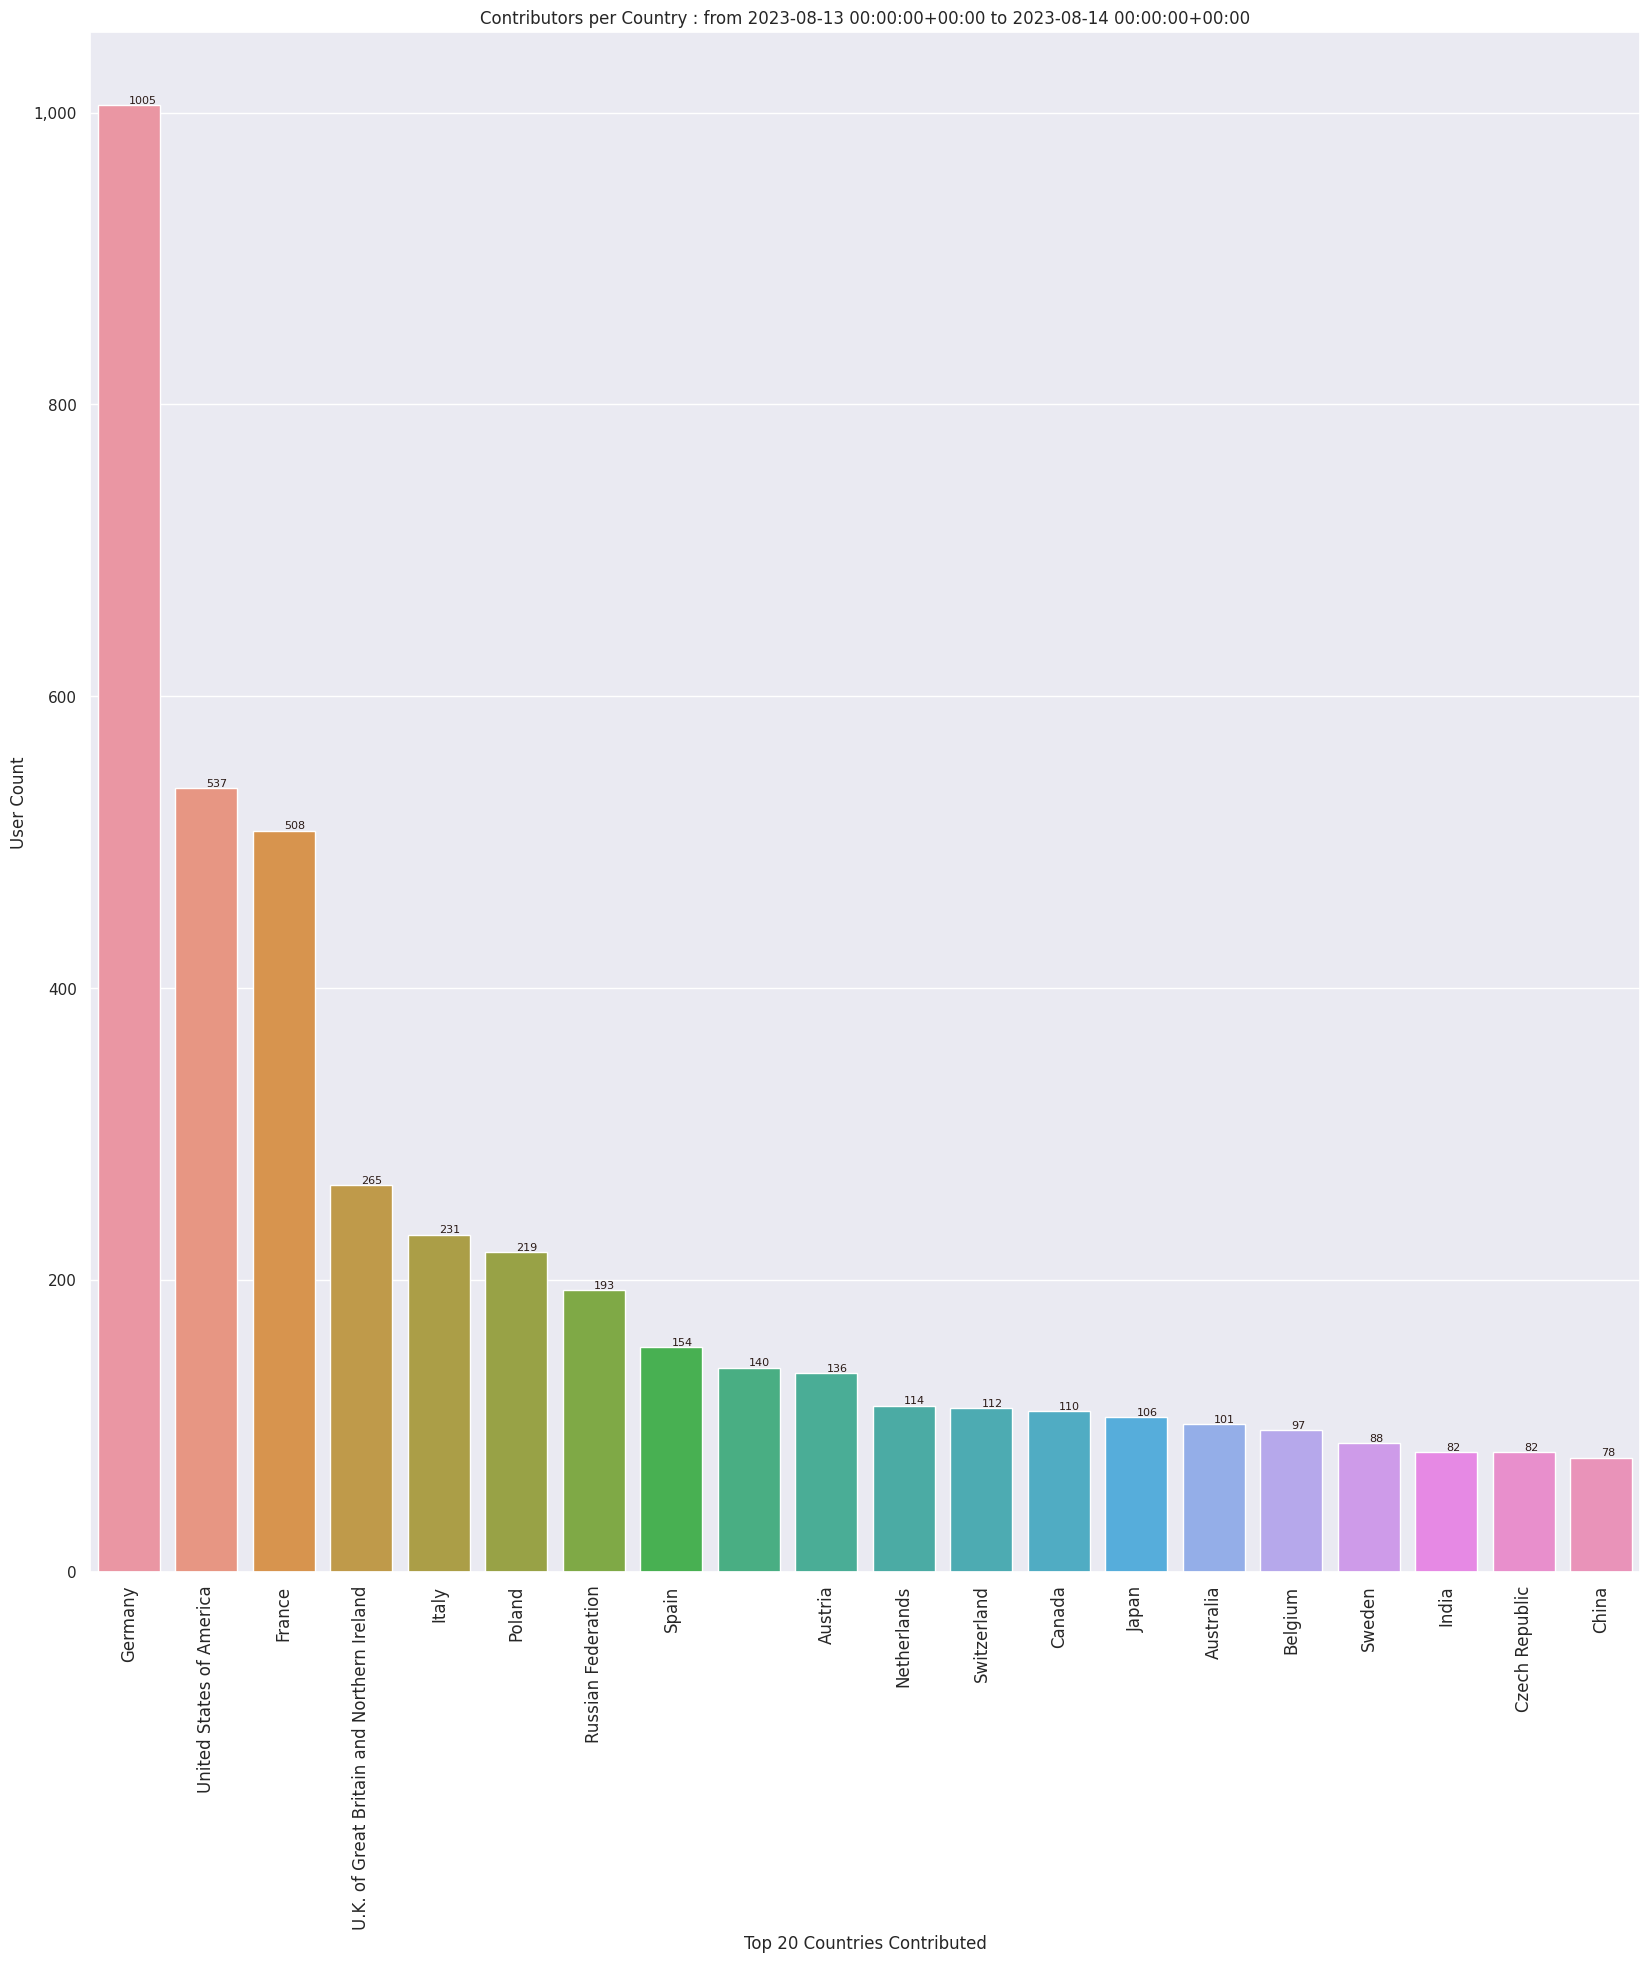 Contributors per Country : from 2023-08-13 00:00:00+00:00 to 2023-08-14 00:00:00+00:00
User Count
1,000
800
600
400
200
0
1005
537
508
265
231
219
193
154
140
136
114
112
110
106
101
97
88
82
82
78
Germany
United States of America
France
U.K. of Great Britain and Northern Ireland
Italy
Poland
Russian Federation
Spain
Austria
Netherlands
Switzerland
Canada
Japan
Australia
Belgium
Sweden
India
Czech Republic
China
Top 20 Countries Contributed